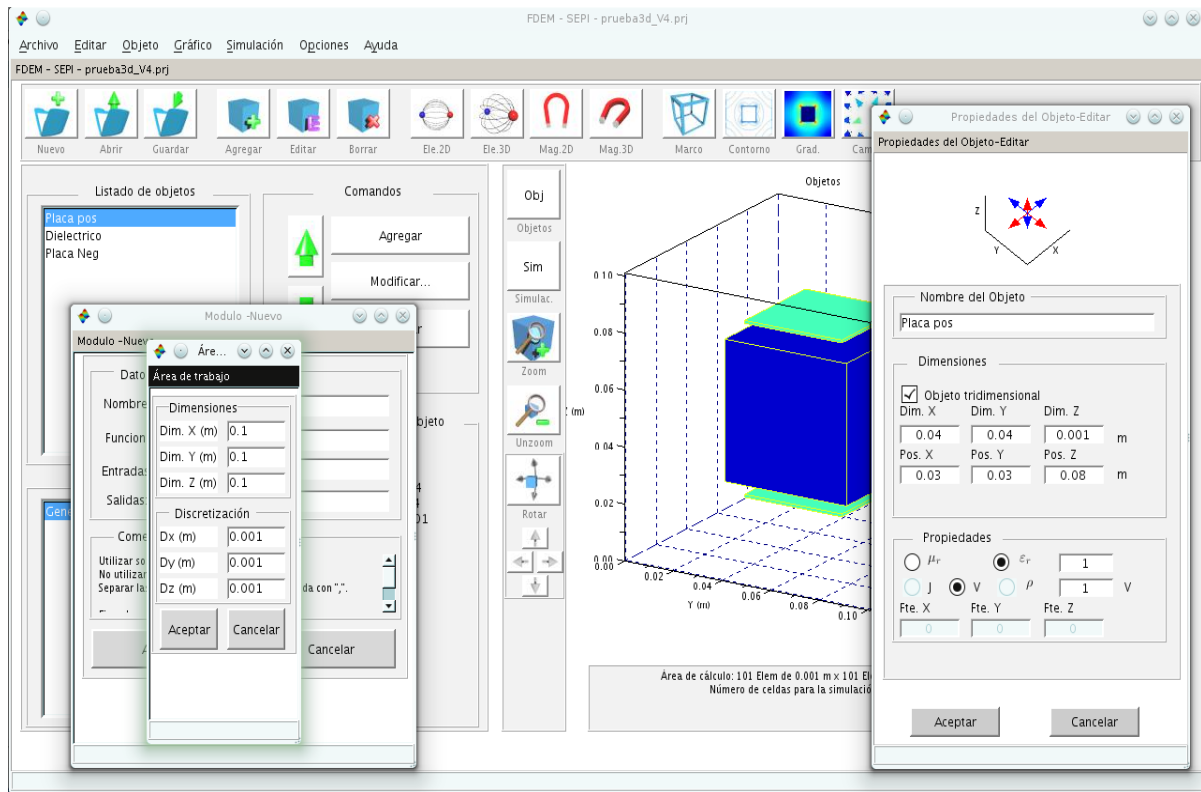 FDEM - SEPI - prueba3d_V4.prj
Archivo Editar Objeto Gráfico Simulación Opciones Ayuda
FDEM - SEPI - prueba3d_V4.prj
Nuevo Abrir Guardar Agregar Editar Borrar Ele.2D Ele.3D Mag.2D Mag.3D Marco Contorno Grad.
Listado de objetos
Placa pos
Dielectrico
Placa Neg
Comandos
Agregar
Modificar...
Modulo -Nuevo
Nombre
Entradas
Salidas
Utilizar
No utilizar
Separar
da con ",".
Cancelar
Área de trabajo
Dimensiones
Dim. X (m) 0.1
Dim. Y (m) 0.1
Dim. Z (m) 0.1
Discretización
Dx (m) 0.001
Dy (m) 0.001
Dz (m) 0.001
Aceptar Cancelar
Obj
Objetos
Sim
Simulac.
Zoom
Unzoom
Rotar
Objetos
0.10
0.08
0.06
(m)
0.04
0.02
0.00
0.02
0.04
0.06
0.08
0.10
Y (m)
Área de cálculo: 101 Elem de 0.001 m x 101
Número de celdas para la
Propiedades del Objeto-Editar
Propiedades del Objeto-Editar
Z
Y X
Nombre del Objeto
Placa pos
Dimensiones
Objeto tridimensional
Dim. X Dim. Y Dim. Z
0.04 0.04 0.001 m
Pos. X Pos. Y Pos. Z
0.03 0.03 0.08 m
Propiedades
μr εr 1
J V ρ 1 V
Fte. X Fte. Y Fte. Z
0 0 0
Aceptar Cancelar